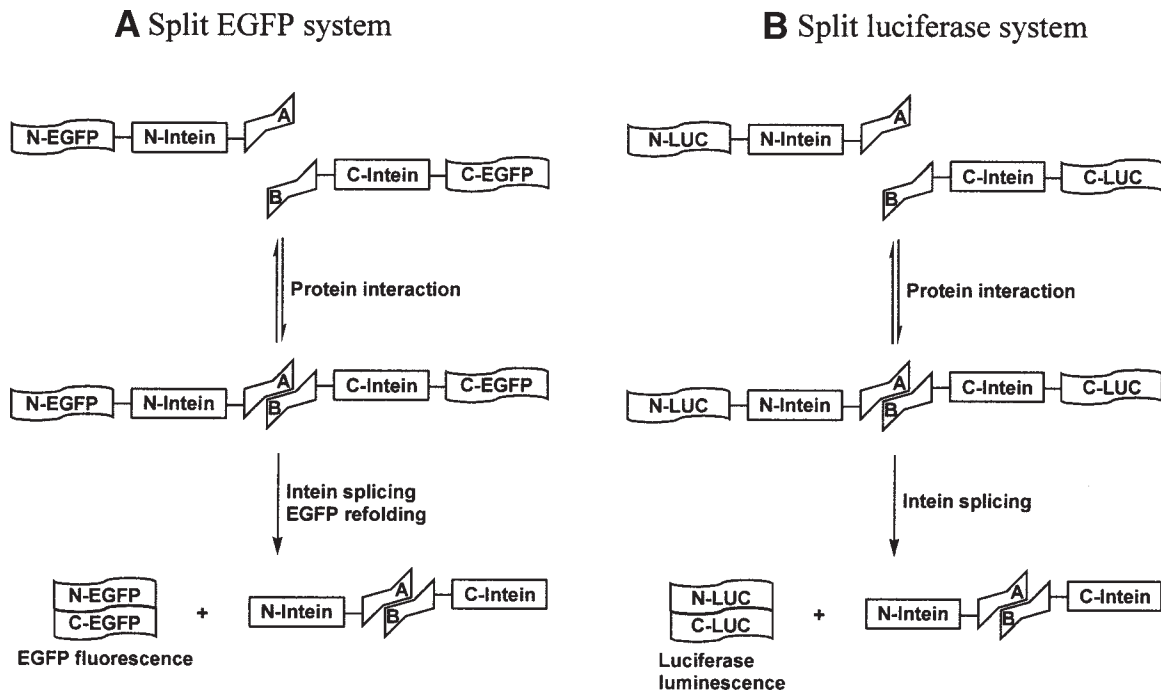 A Split EGFP system
N-EGFP
N-Intein
A
B
C-Intein
C-EGFP
Protein interaction
N-EGFP
N-Intein
A
B
C-Intein
C-EGFP
Intein splicing
EGFP refolding
N-EGFP
C-EGFP
+
N-Intein
A
B
C-Intein
EGFP fluorescence
B Split luciferase system
N-LUC
N-Intein
A
B
C-Intein
C-LUC
Protein interaction
N-LUC
N-Intein
A
B
C-Intein
C-LUC
Intein splicing
N-LUC
C-LUC
+
N-Intein
A
B
C-Intein
Luciferase
luminescence